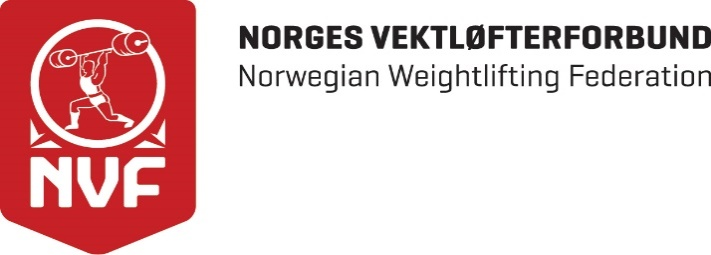 NORGES VEKTLØFTERFORBUND
Norwegian Weightlifting Federation
NVF